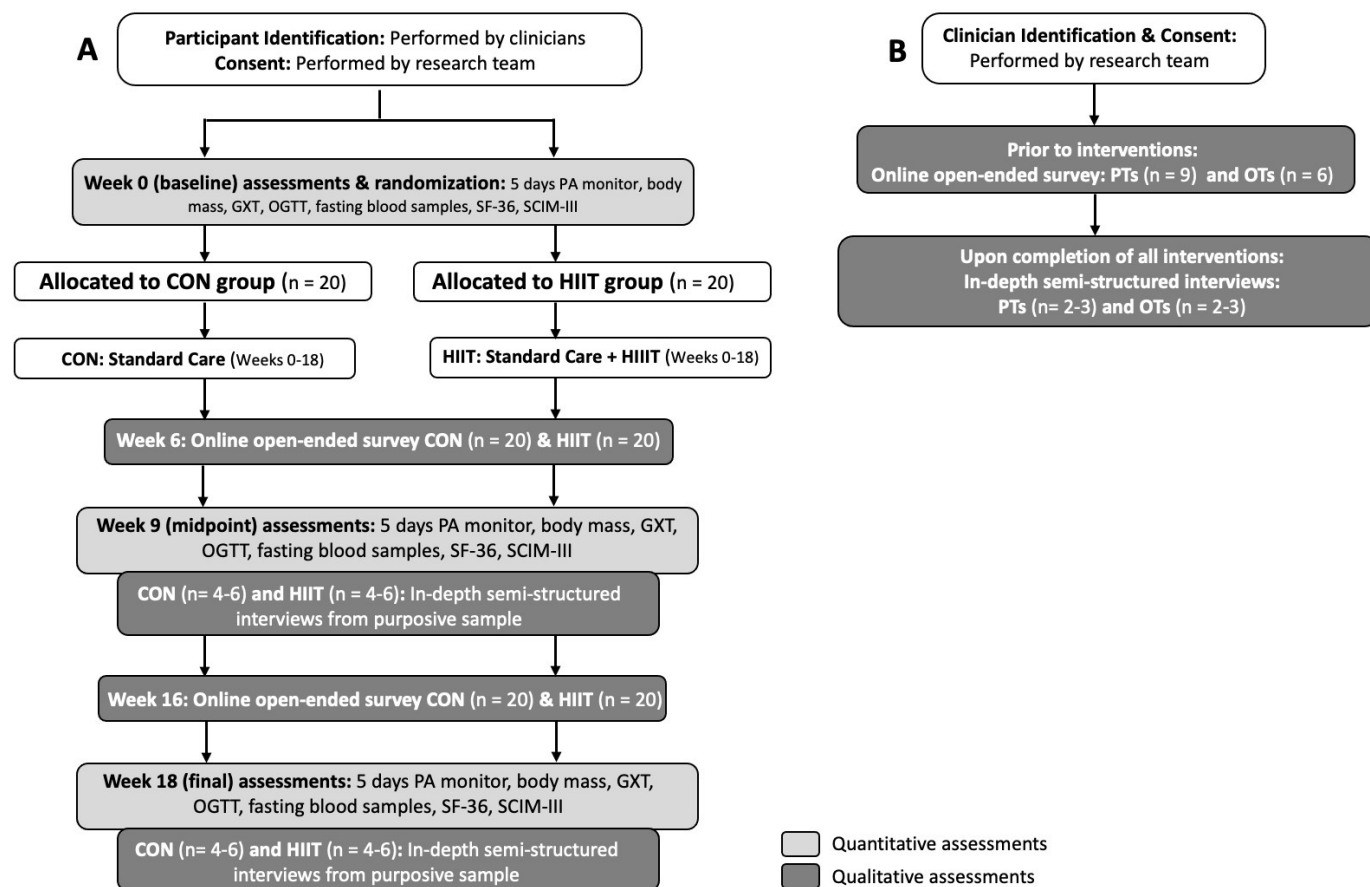 A
Participant Identification: Performed by clinicians
Consent: Performed by research team
Week 0 (baseline) assessments & randomization: 5 days PA monitor, body
mass, GXT, OGTT, fasting blood samples, SF-36, SCIM-III
Allocated to CON group (n = 20)
Allocated to HIIT group (n = 20)
CON: Standard Care (Weeks 0-18)
HIIT: Standard Care + HIIIT (Weeks 0-18)
Week 6: Online open-ended survey CON (n = 20) & HIIT (n = 20)
Week 9 (midpoint) assessments: 5 days PA monitor, body mass, GXT,
OGTT, fasting blood samples, SF-36, SCIM-III
CON (n= 4-6) and HIIT (n = 4-6): In-depth semi-structured
interviews from purposive sample
Week 16: Online open-ended survey CON (n = 20) & HIIT (n = 20)
Week 18 (final) assessments: 5 days PA monitor, body mass, GXT,
OGTT, fasting blood samples, SF-36, SCIM-III
CON (n= 4-6) and HIIT (n = 4-6): In-depth semi-structured
interviews from purposive sample
B
Clinician Identification & Consent:
Performed by research team
Prior to interventions:
Online open-ended survey: PTs (n = 9) and OTs (n = 6)
Upon completion of all interventions:
In-depth semi-structured interviews:
PTs (n= 2-3) and OTs (n = 2-3)
Quantitative assessments
Qualitative assessments